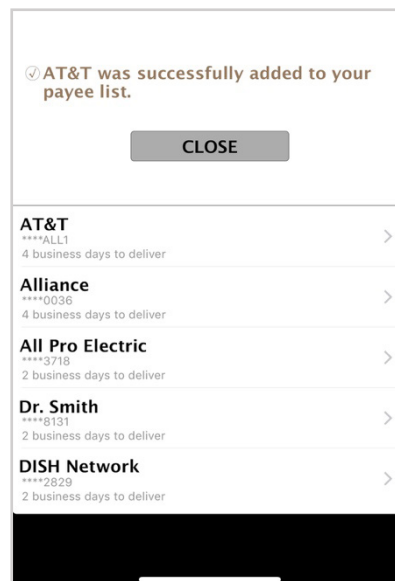 AT&T was successfully added to your
payee list.
CLOSE
AT&T
****ALL1
4 business days to deliver
Alliance
****0036
4 business days to deliver
All Pro Electric
****3718
2 business days to deliver
Dr. Smith
****8131
2 business days to deliver
DISH Network
****2829
2 business days to deliver